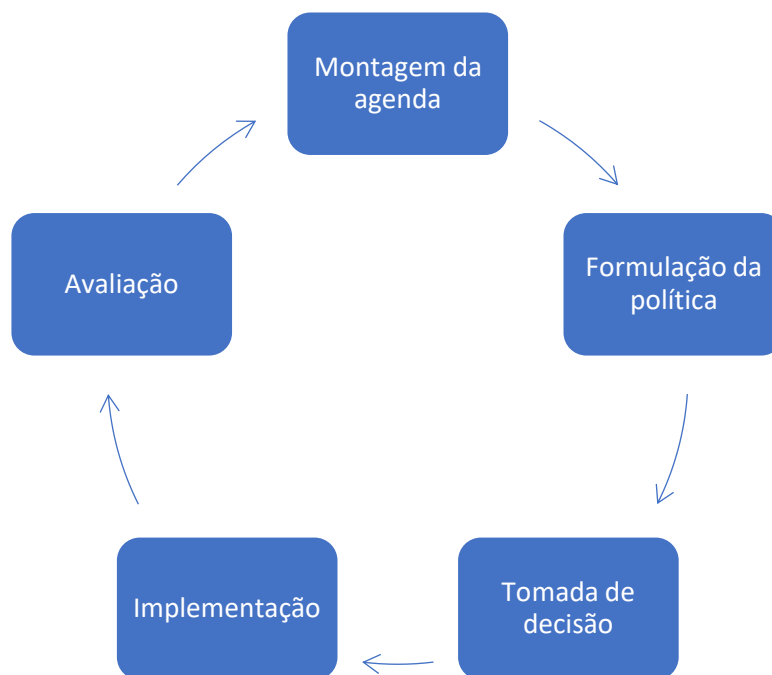 Montagem da
agenda
Formulação da
política
Tomada de
decisão
Implementação
Avaliação